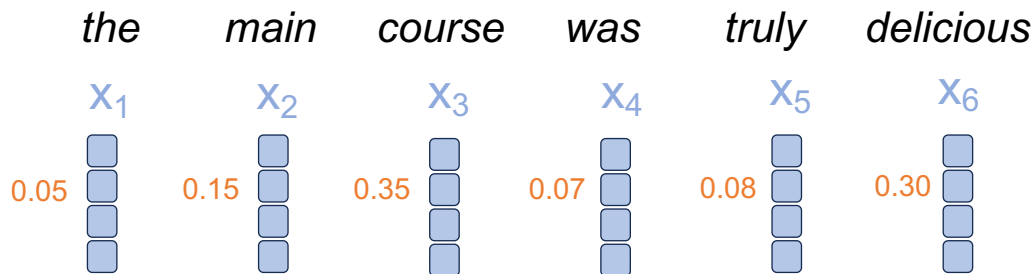 the main course was truly delicious
x₁ x₂ x₃ x₄ x₅ x₆
0.05 0.15 0.35 0.07 0.08 0.30